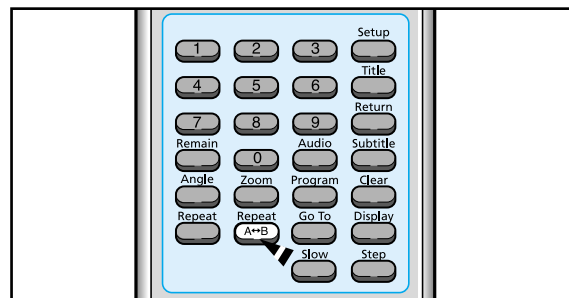 Setup
1 2 3
Title
4 5 6
Return
7 8 9
Remain Audio Subtitle
0
Angle Zoom Program Clear
Repeat Repeat Go To Display
A↔B
Slow Step